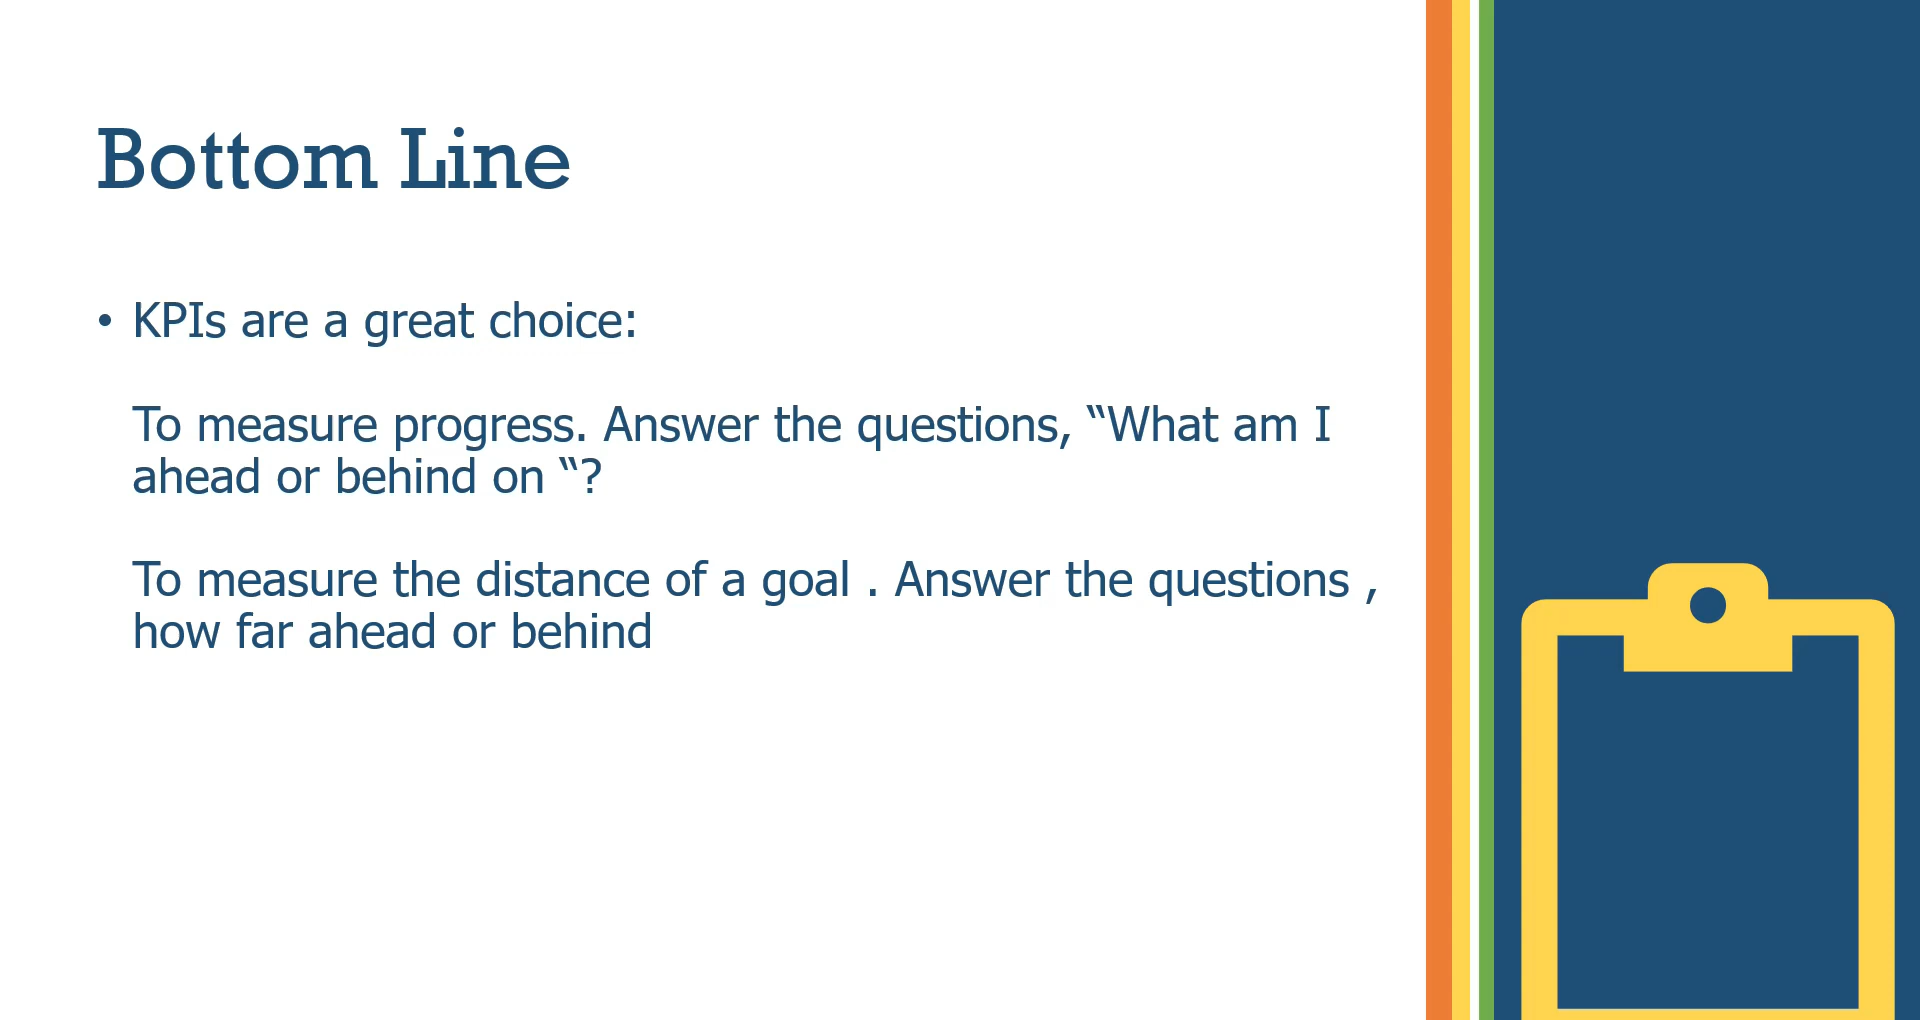 Bottom Line
• KPIs are a great choice:
To measure progress. Answer the questions, “What am I
ahead or behind on “?
To measure the distance of a goal . Answer the questions ,
how far ahead or behind